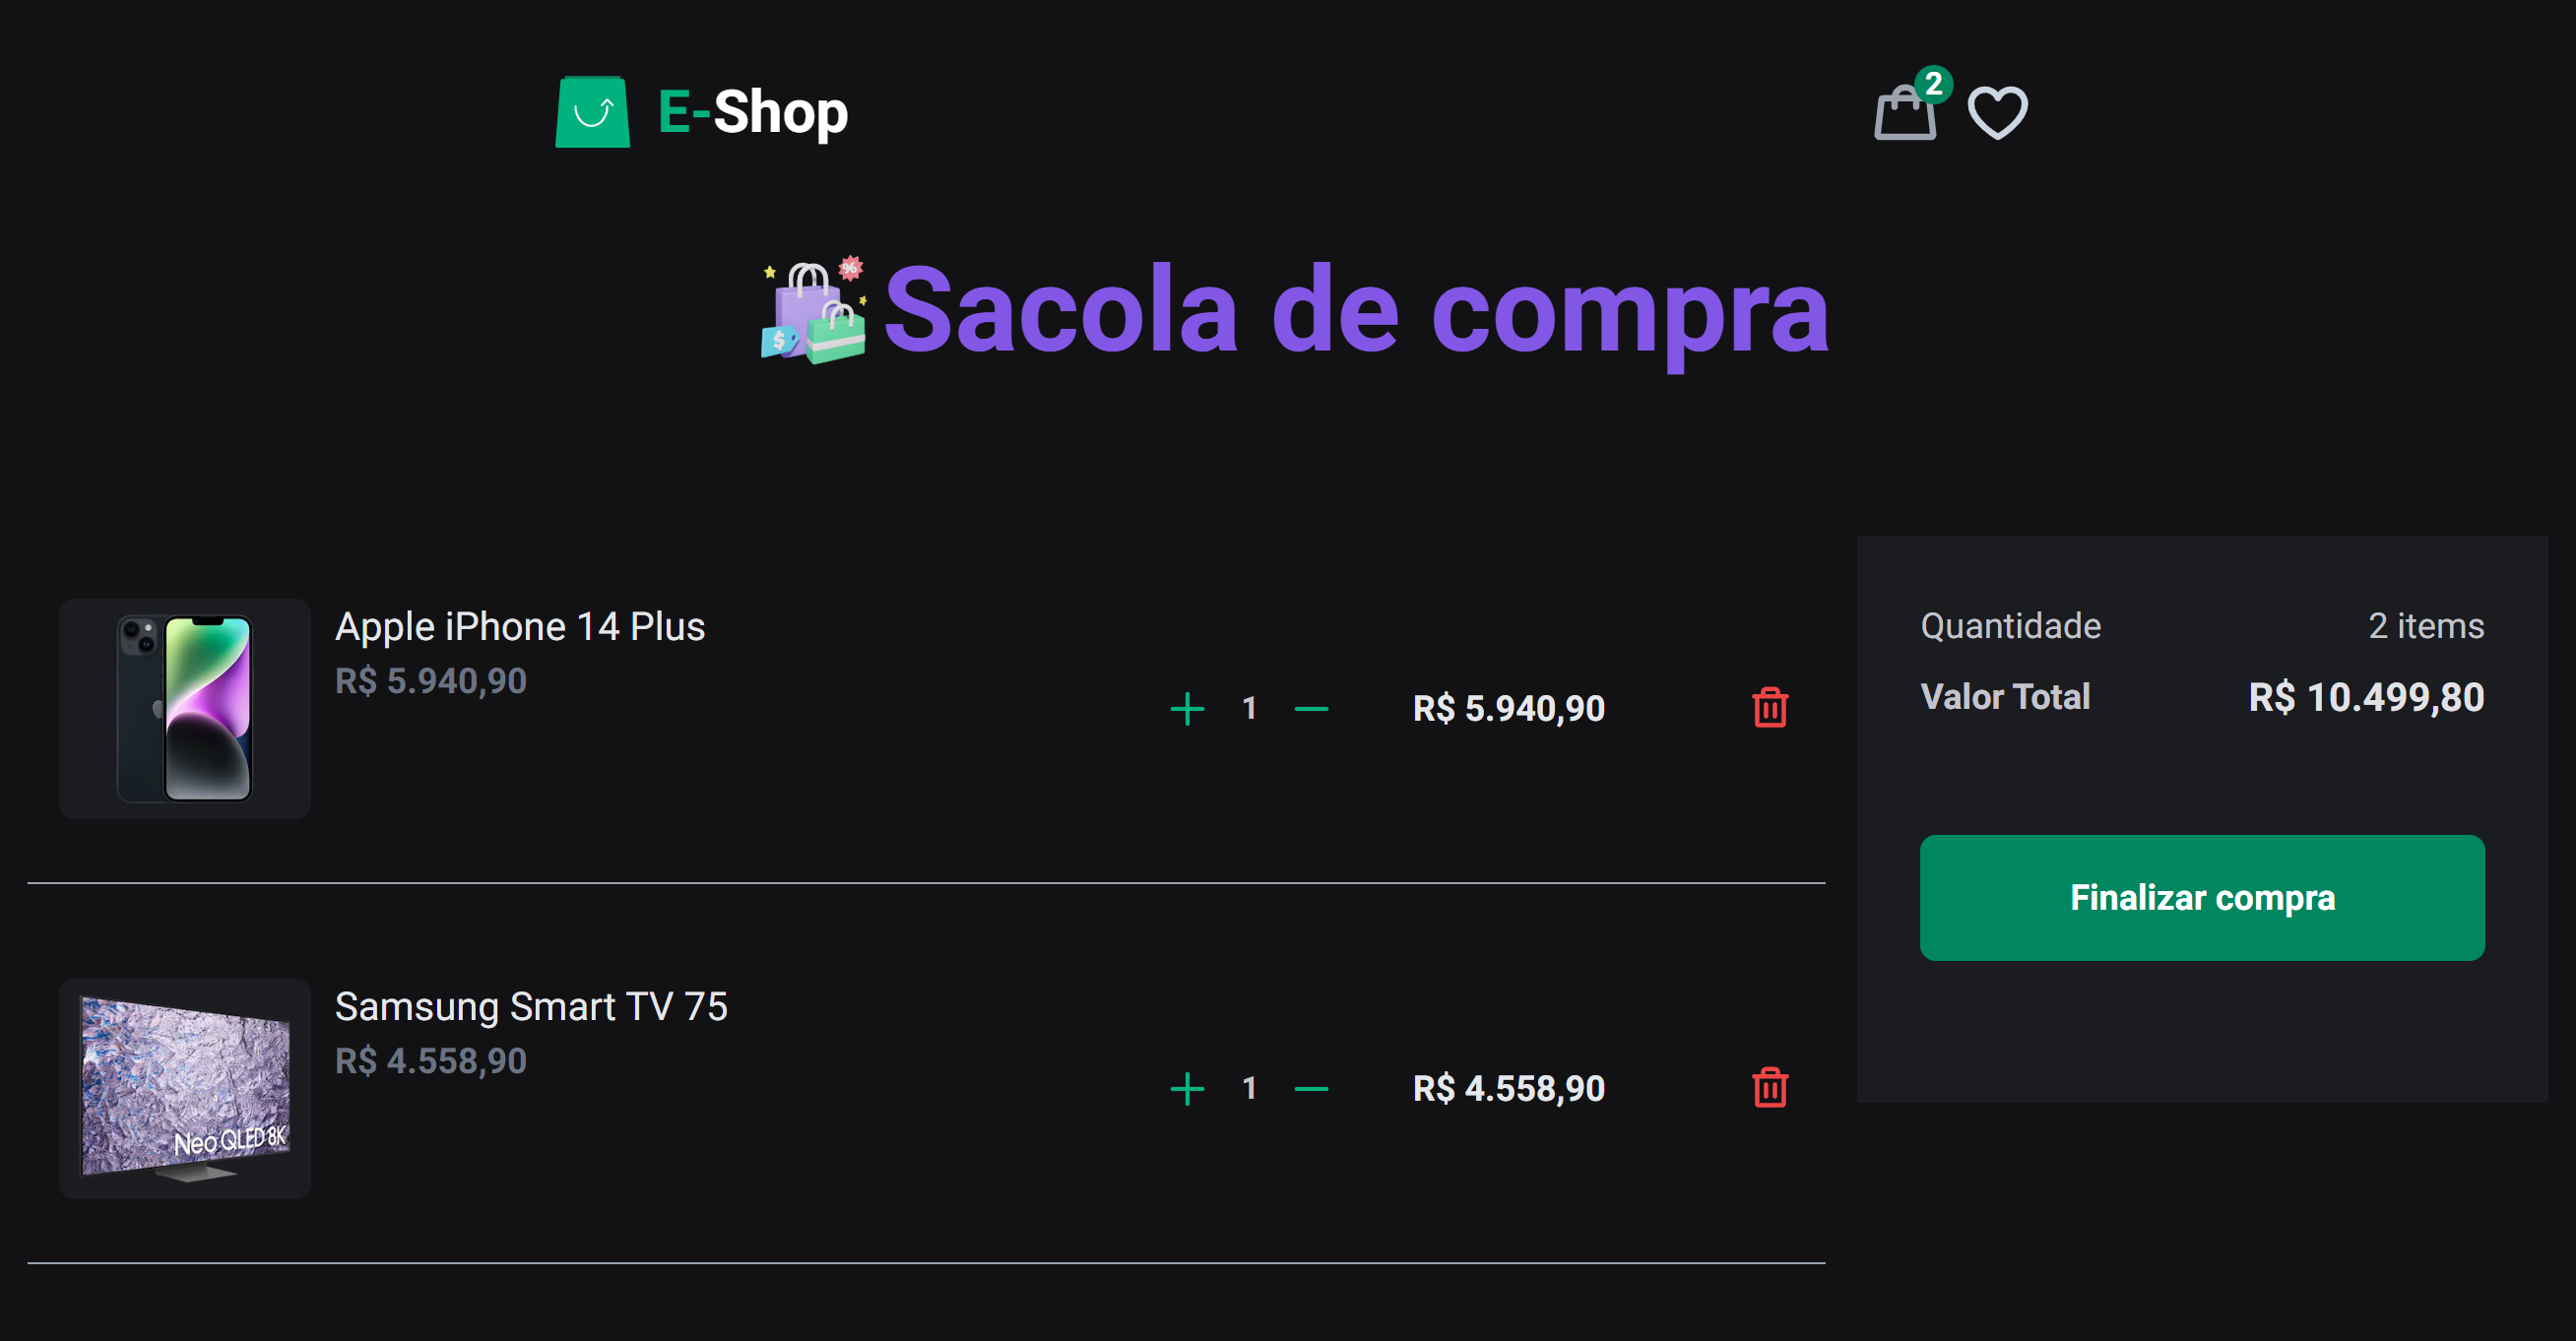 E-Shop
2
Sacola de compra
Apple iPhone 14 Plus
R$ 5.940,90
1
R$ 5.940,90
Samsung Smart TV 75
R$ 4.558,90
1
R$ 4.558,90
Neo QLED 8K
Quantidade
2 items
Valor Total
R$ 10.499,80
Finalizar compra
%
$